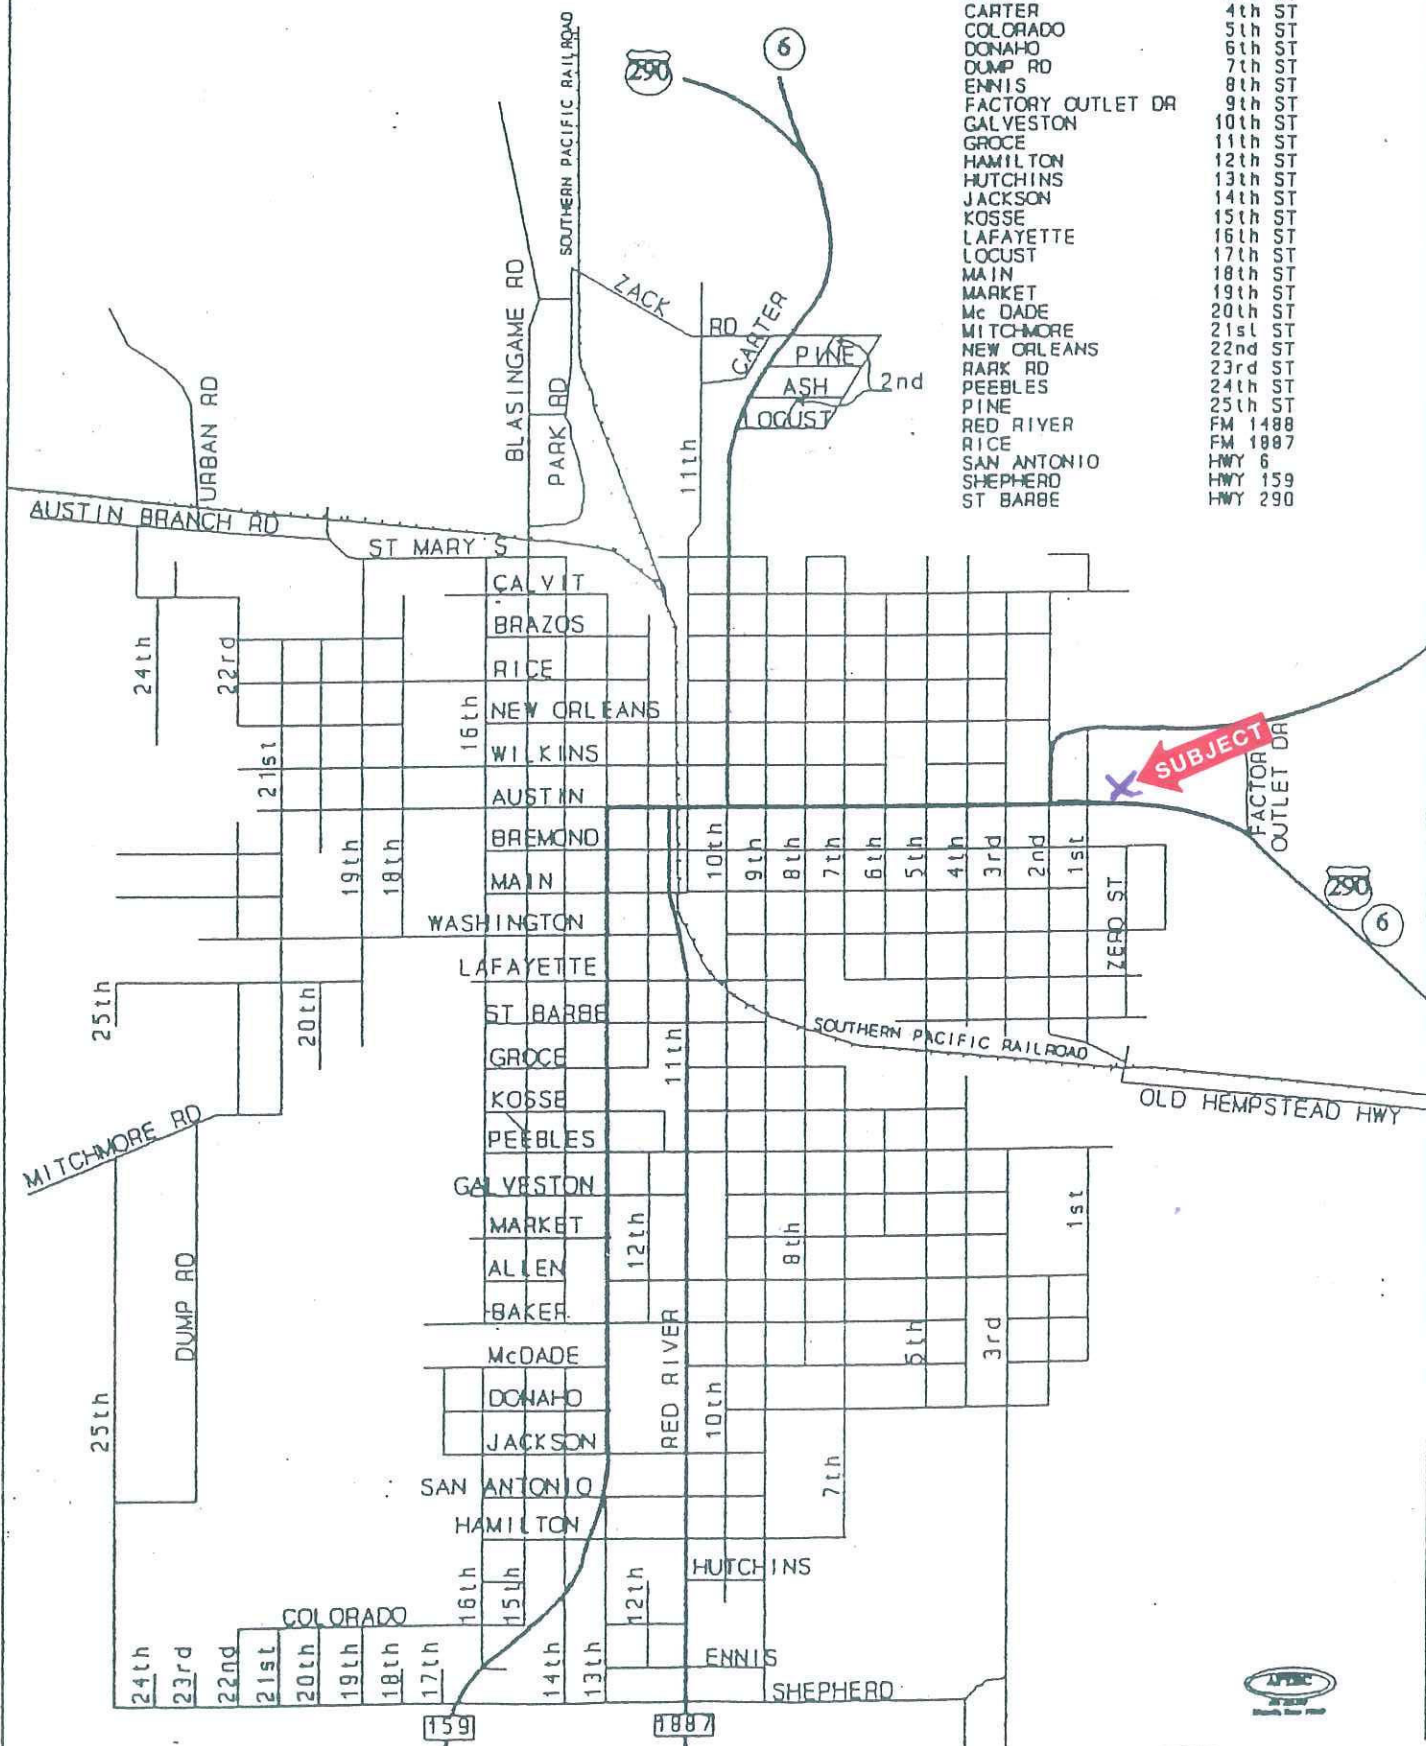 CARTER 4th ST
COLORADO 5th ST
DONAHO 6th ST
DUMP RD 7th ST
ENNIS 8th ST
FACTORY OUTLET DR 9th ST
GALVESTON 10th ST
GROCE 11th ST
HAMILTON 12th ST
HUTCHINS 13th ST
JACKSON 14th ST
KOSSE 15th ST
LAFAYETTE 16th ST
LOCUST 17th ST
MAIN 18th ST
MARKET 19th ST
Mc DADE 20th ST
MITCHMORE 21st ST
NEW ORLEANS 22nd ST
RARK RD 23rd ST
PEEBLES 24th ST
PINE 25th ST
RED RIVER FM 1488
RICE FM 1887
SAN ANTONIO HWY 6
SHEPHERD HWY 159
ST BARBE HWY 290
SOUTHERN PACIFIC RAILROAD
290
6
ZACK RD
CARTER
PINE
ASH
LOCUST
2nd
BLASINGAME RD
PARK RD
11th
URBAN RD
AUSTIN BRANCH RD
ST MARY'S
CALVIT
BRAZOS
RICE
NEW ORLEANS
WILKINS
AUSTIN
BREMOND
MAIN
WASHINGTON
LAFAYETTE
ST BARBE
GROCE
KOSSE
PEEBLES
GALVESTON
MARKET
ALLEN
BAKER
McDADE
DONAHO
JACKSON
SAN ANTONIO
HAMILTON
24th
22rd
21st
16th
19th
18th
10th
9th
8th
7th
6th
5th
4th
3rd
2nd
1st
ZERO ST
SUBJECT
FACTOR
OUTLET DR
290
6
25th
20th
11th
SOUTHERN PACIFIC RAILROAD
OLD HEMPSTEAD HWY
MITCHMORE RD
DUMP RD
25th
12th
8th
1st
5th
3rd
RED RIVER
10th
7th
HUTCHINS
16th
15th
12th
COLORADO
24th
23rd
22nd
21st
20th
19th
18th
17th
14th
13th
ENNIS
SHEPHERD
159
1887